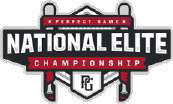 PERFECT GAME
NATIONAL ELITE
CHAMPIONSHIP
PG